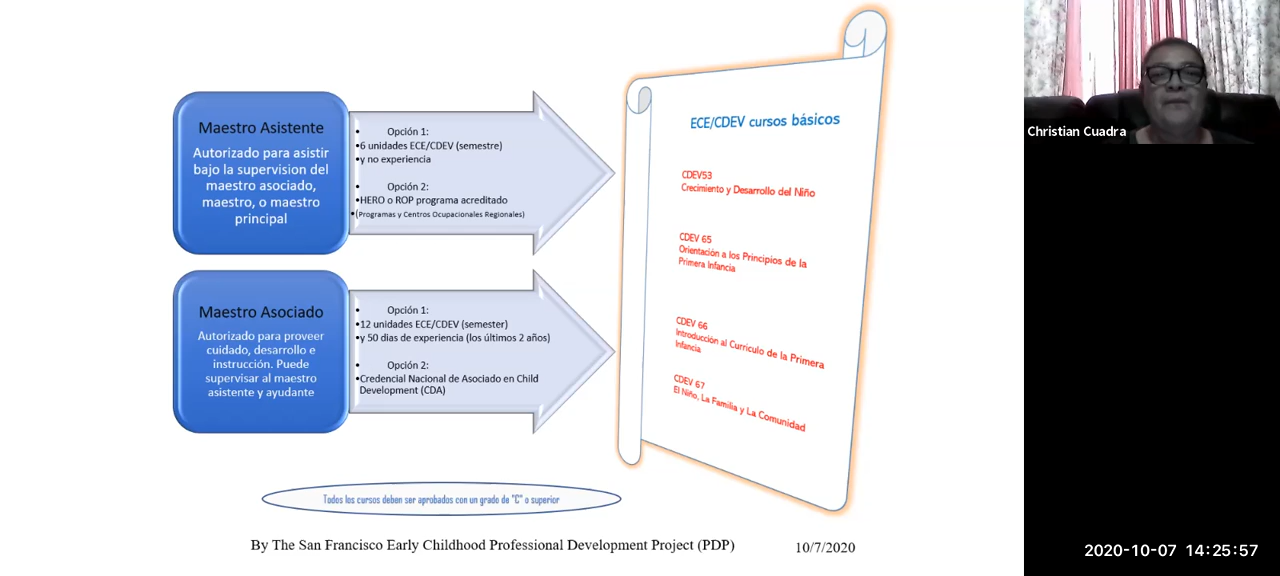 Maestro Asistente
Autorizado para asistir
bajo la supervision del
maestro asociado,
maestro, o maestro
principal
• Opción 1:
•6 unidades ECE/CDEV (semestre)
•y no experiencia
• Opción 2:
•HERO o ROP programa acreditado
•(Programas y Centros Ocupacionales Regionales)
Maestro Asociado
Autorizado para proveer
cuidado, desarrollo e
instrucción. Puede
supervisar al maestro
asistente y ayudante
• Opción 1:
•12 unidades ECE/CDEV (semester)
•y 50 dias de experiencia (los últimos 2 años)
• Opción 2:
•Credencial Nacional de Asociado en Child
Development (CDA)
ECE/CDEV cursos básicos
CDEV53
Crecimiento y Desarrollo del Niño
CDEV 65
Orientación a los Principios de la
Primera Infancia
CDEV 66
Introducción al Currículo de la Primera
Infancia
CDEV 67
El Niño, La Familia y La Comunidad
Todos los cursos deben ser aprobados con un grado de "C" o superior
By The San Francisco Early Childhood Professional Development Project (PDP)
10/7/2020
Christian Cuadra
2020-10-07 14:25:57